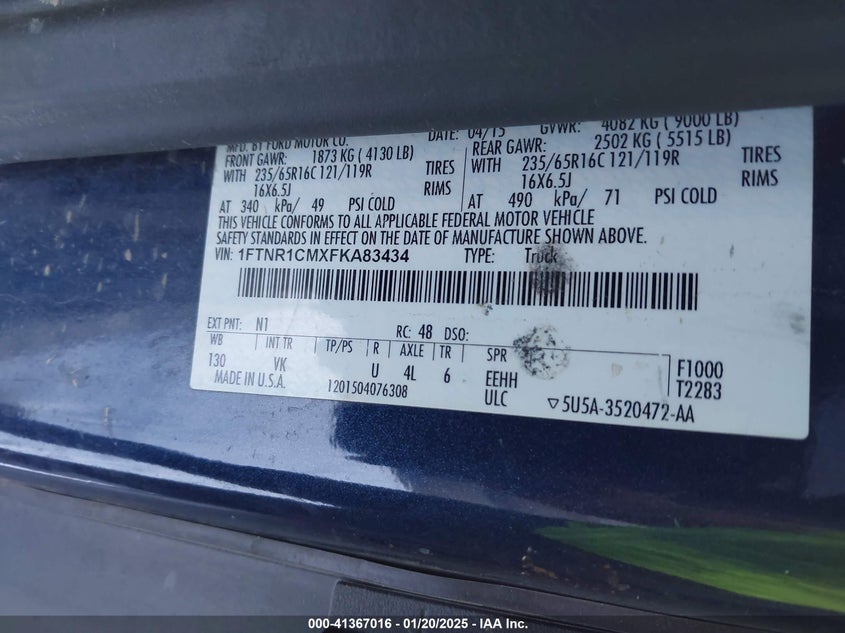 MFD. BY FORD MOTOR CO. DATE: 04/15 GVWR: 4082 KG ( 9000 LB)
FRONT GAWR: 1873 KG ( 4130 LB) REAR GAWR: 2502 KG ( 5515 LB)
WITH 235/65R16C 121/119R TIRES WITH 235/65R16C 121/119R TIRES
16X6.5J RIMS 16X6.5J RIMS
AT 340 kPa/ 49 PSI COLD AT 490 kPa/ 71 PSI COLD
THIS VEHICLE CONFORMS TO ALL APPLICABLE FEDERAL MOTOR VEHICLE
SAFETY STANDARDS IN EFFECT ON THE DATE OF MANUFACTURE SHOWN ABOVE.
VIN: 1FTNR1CMXFKA83434 TYPE: Truck
EXT PNT: N1 RC: 48 DSO:
WB INT TR TP/PS R AXLE TR SPR F1000
130 VK U 4L 6 EEHH T2283
MADE IN U.S.A. 1201504076308 ULC ▽5U5A-3520472-AA
000-41367016 - 01/20/2025 - IAA Inc.